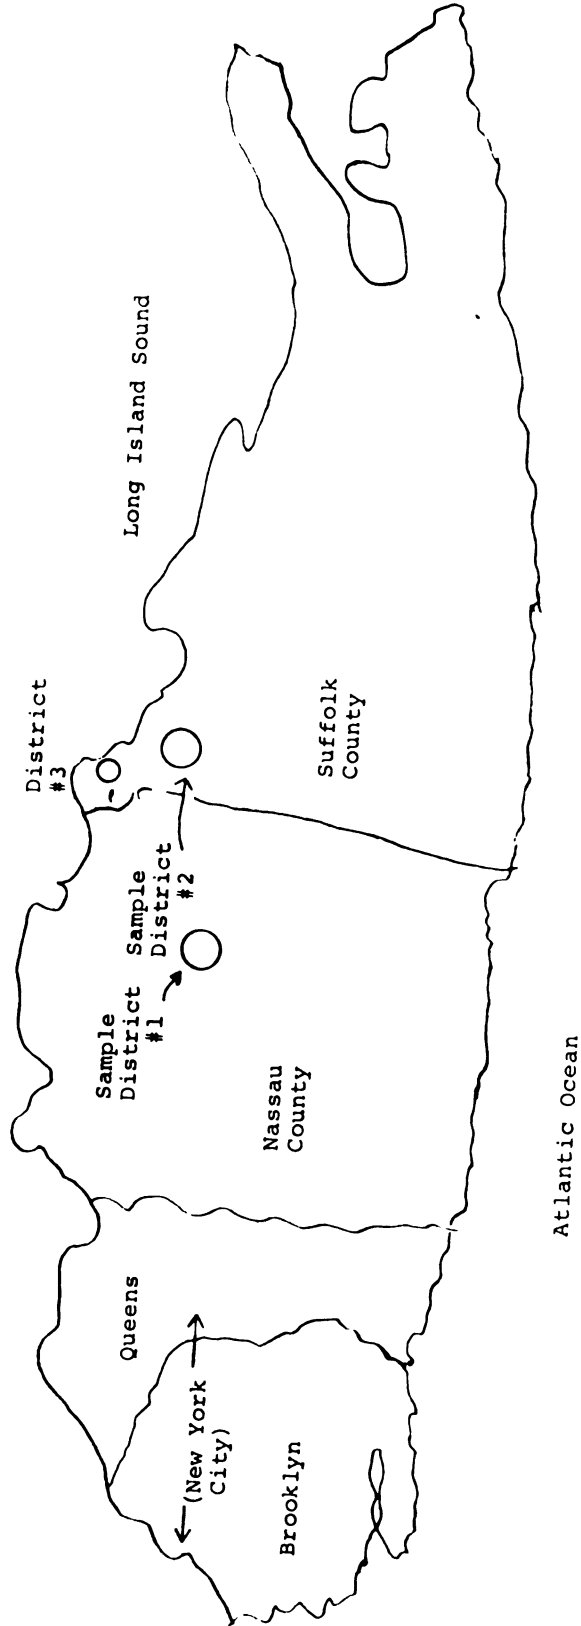 Long Island Sound
District
#3
Sample
District
#2
Sample
District
#1
Suffolk
County
Nassau
County
Queens
(New York
City)
Brooklyn
Atlantic Ocean